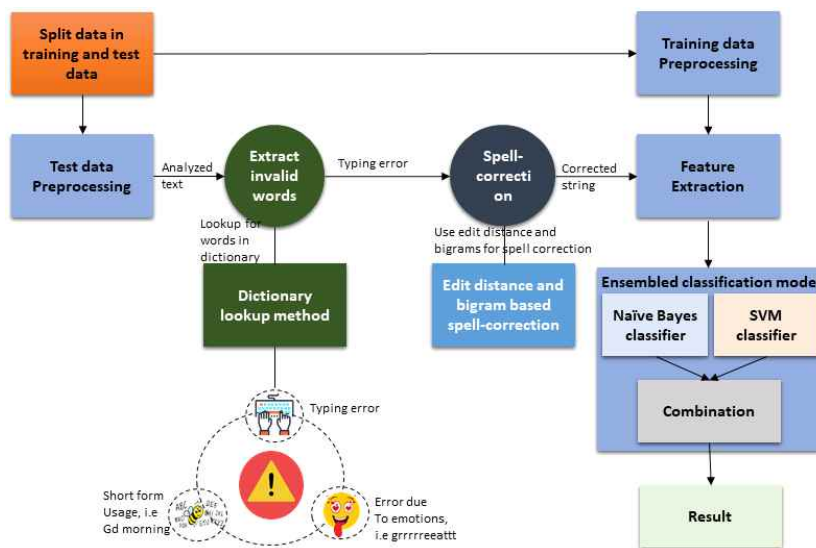 Split data in
training and test
data
Training data
Preprocessing
Test data
Preprocessing
Analyzed
text
Extract
invalid
words
Typing error
Spell-
correcti
on
Corrected
string
Feature
Extraction
Lookup for
words in
dictionary
Use edit distance and
bigrams for spell correction
Dictionary
lookup method
Edit distance and
bigram based
spell-correction
Ensembled classification mode
Naïve Bayes
classifier
SVM
classifier
Combination
Typing error
Short form
Usage, i.e
Gd morning
Error due
To emotions,
i.e grrrrreeattt
Result